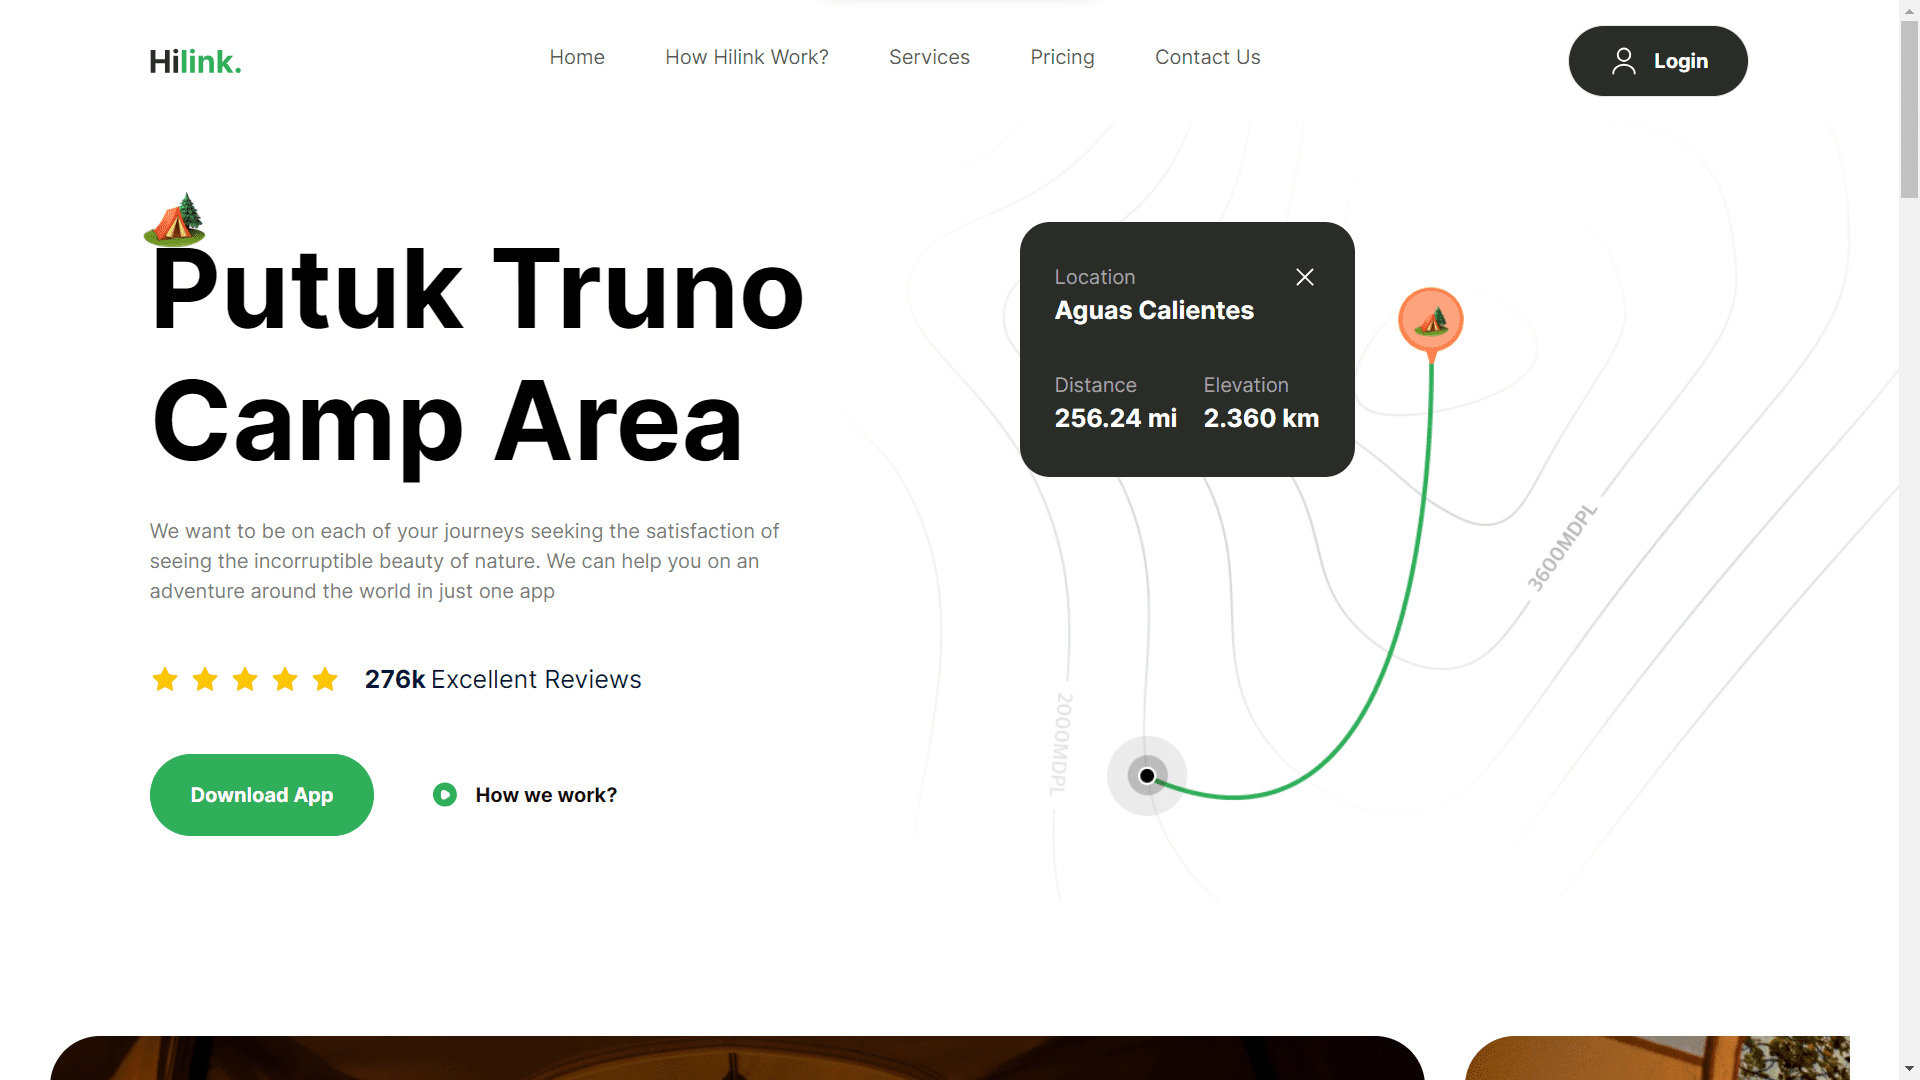 Hilink.
Home
How Hilink Work?
Services
Pricing
Contact Us
Login
Putuk Truno
Camp Area
We want to be on each of your journeys seeking the satisfaction of
seeing the incorruptible beauty of nature. We can help you on an
adventure around the world in just one app
276k Excellent Reviews
Download App
How we work?
Location
Aguas Calientes
Distance
Elevation
256.24 mi
2.360 km
3600MDPL
2000MDPL